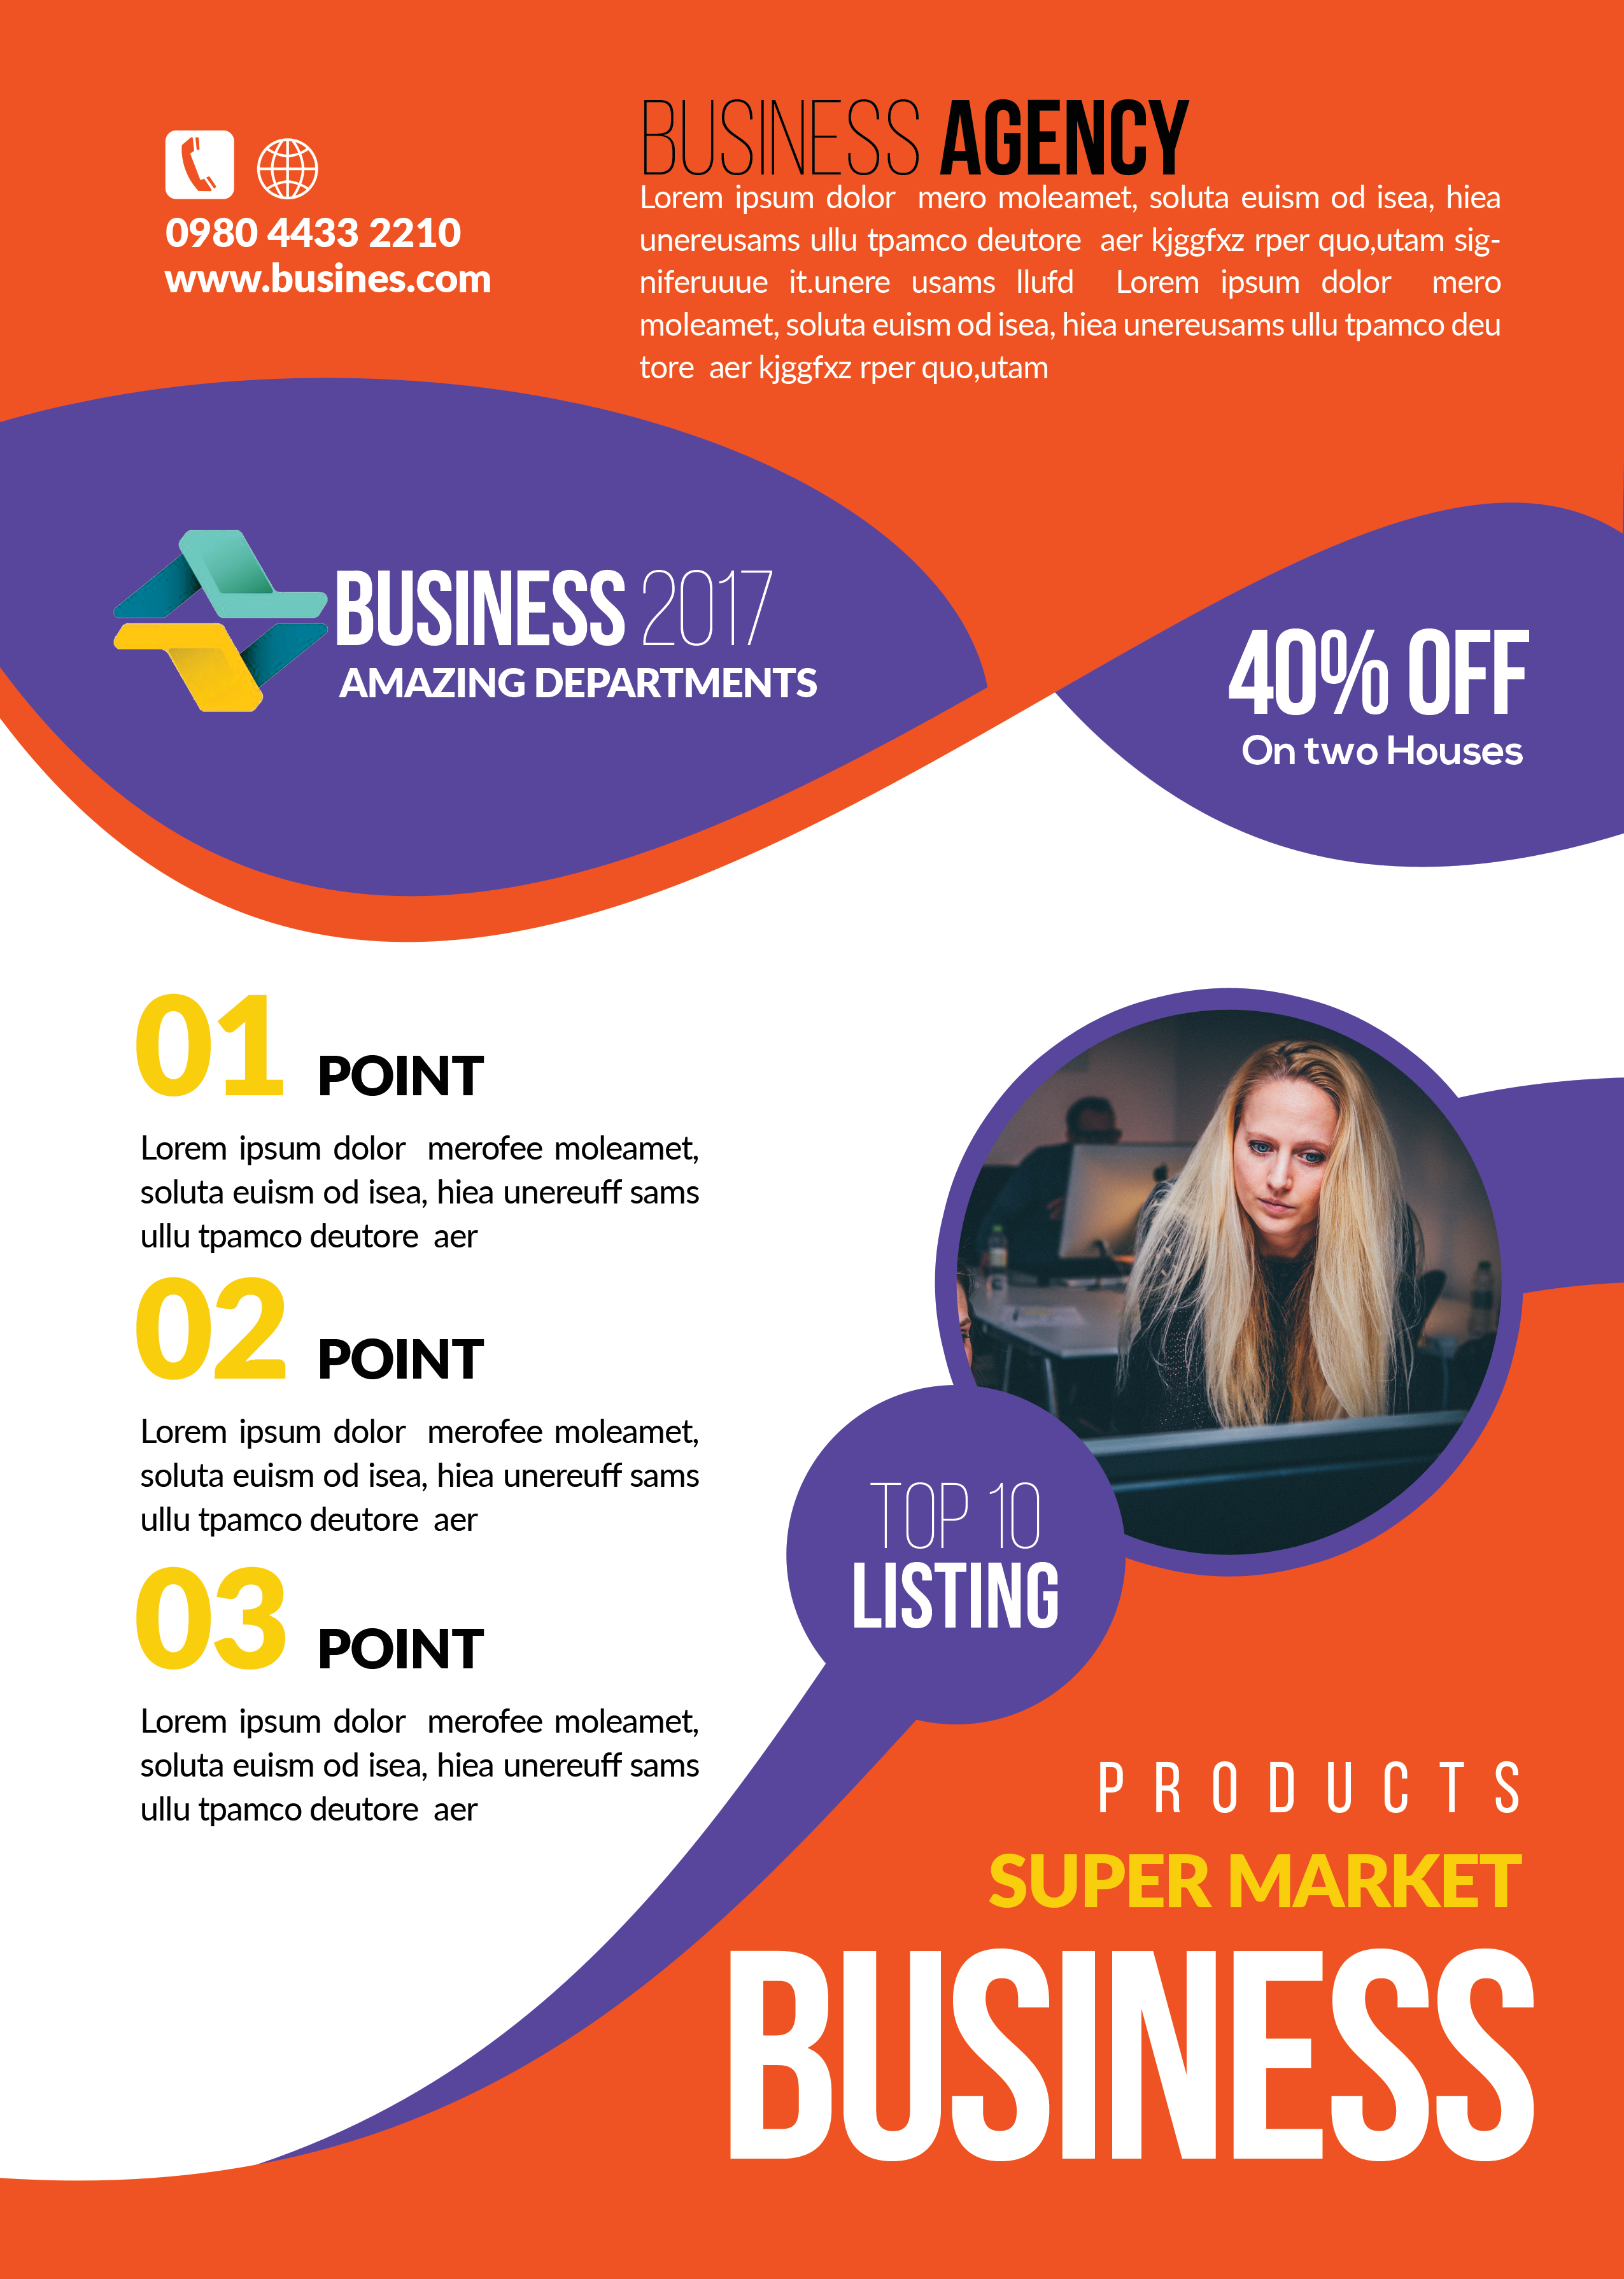 0980 4433 2210
www.busines.com
BUSINESS AGENCY
Lorem ipsum dolor mero moleamet, soluta euism od isea, hiea
unereusams ullu tpamco deutore aer kjggfxz rper quo,utam sig-
niferuuue it.unere usams llufd Lorem ipsum dolor mero
moleamet, soluta euism od isea, hiea unereusams ullu tpamco deu
tore aer kjggfxz rper quo,utam
BUSINESS 2017
AMAZING DEPARTMENTS
40% OFF
On two Houses
01 POINT
Lorem ipsum dolor merofee moleamet,
soluta euism od isea, hiea unereuff sams
ullu tpamco deutore aer
02 POINT
Lorem ipsum dolor merofee moleamet,
soluta euism od isea, hiea unereuff sams
ullu tpamco deutore aer
03 POINT
Lorem ipsum dolor merofee moleamet,
soluta euism od isea, hiea unereuff sams
ullu tpamco deutore aer
TOP 10
LISTING
PRODUCTS
SUPER MARKET
BUSINESS